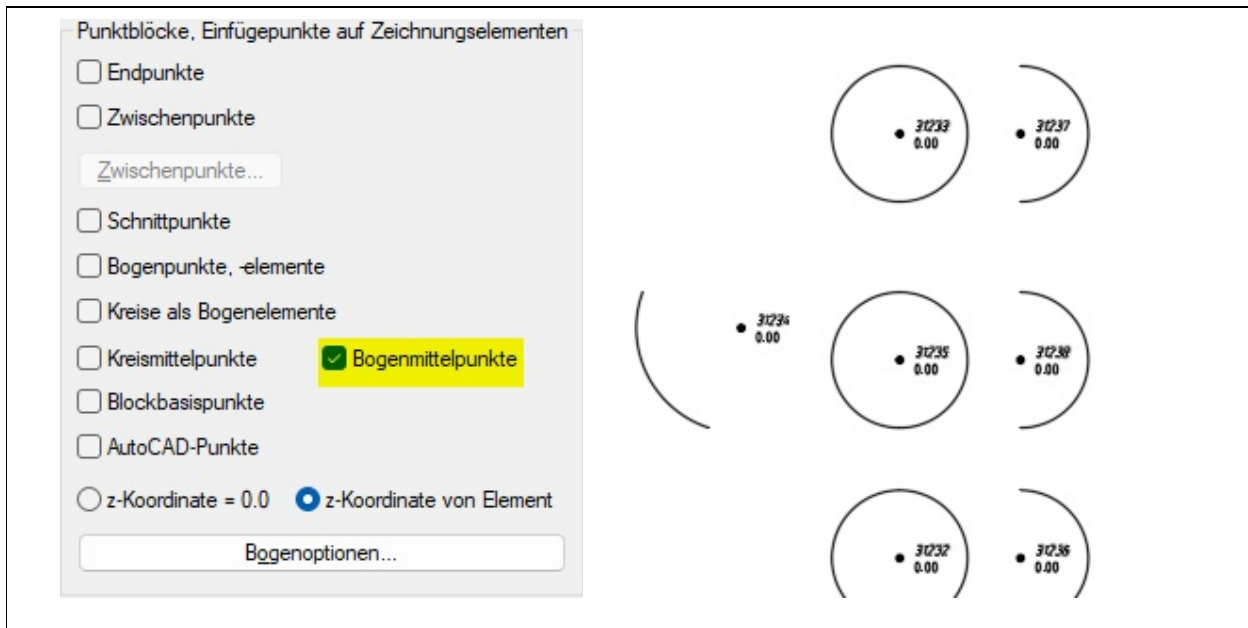 Punktblöcke, Einfügepunkte auf Zeichnungselementen
Endpunkte
Zwischenpunkte
Zwischenpunkte...
Schnittpunkte
Bogenpunkte, -elemente
Kreise als Bogenelemente
Kreismittelpunkte Bogenmittelpunkte
Blockbasispunkte
AutoCAD-Punkte
z-Koordinate = 0.0 z-Koordinate von Element
Bogenoptionen...
31233 31237
0.00 0.00
31234
0.00
31235 31238
0.00 0.00
31232 31236
0.00 0.00